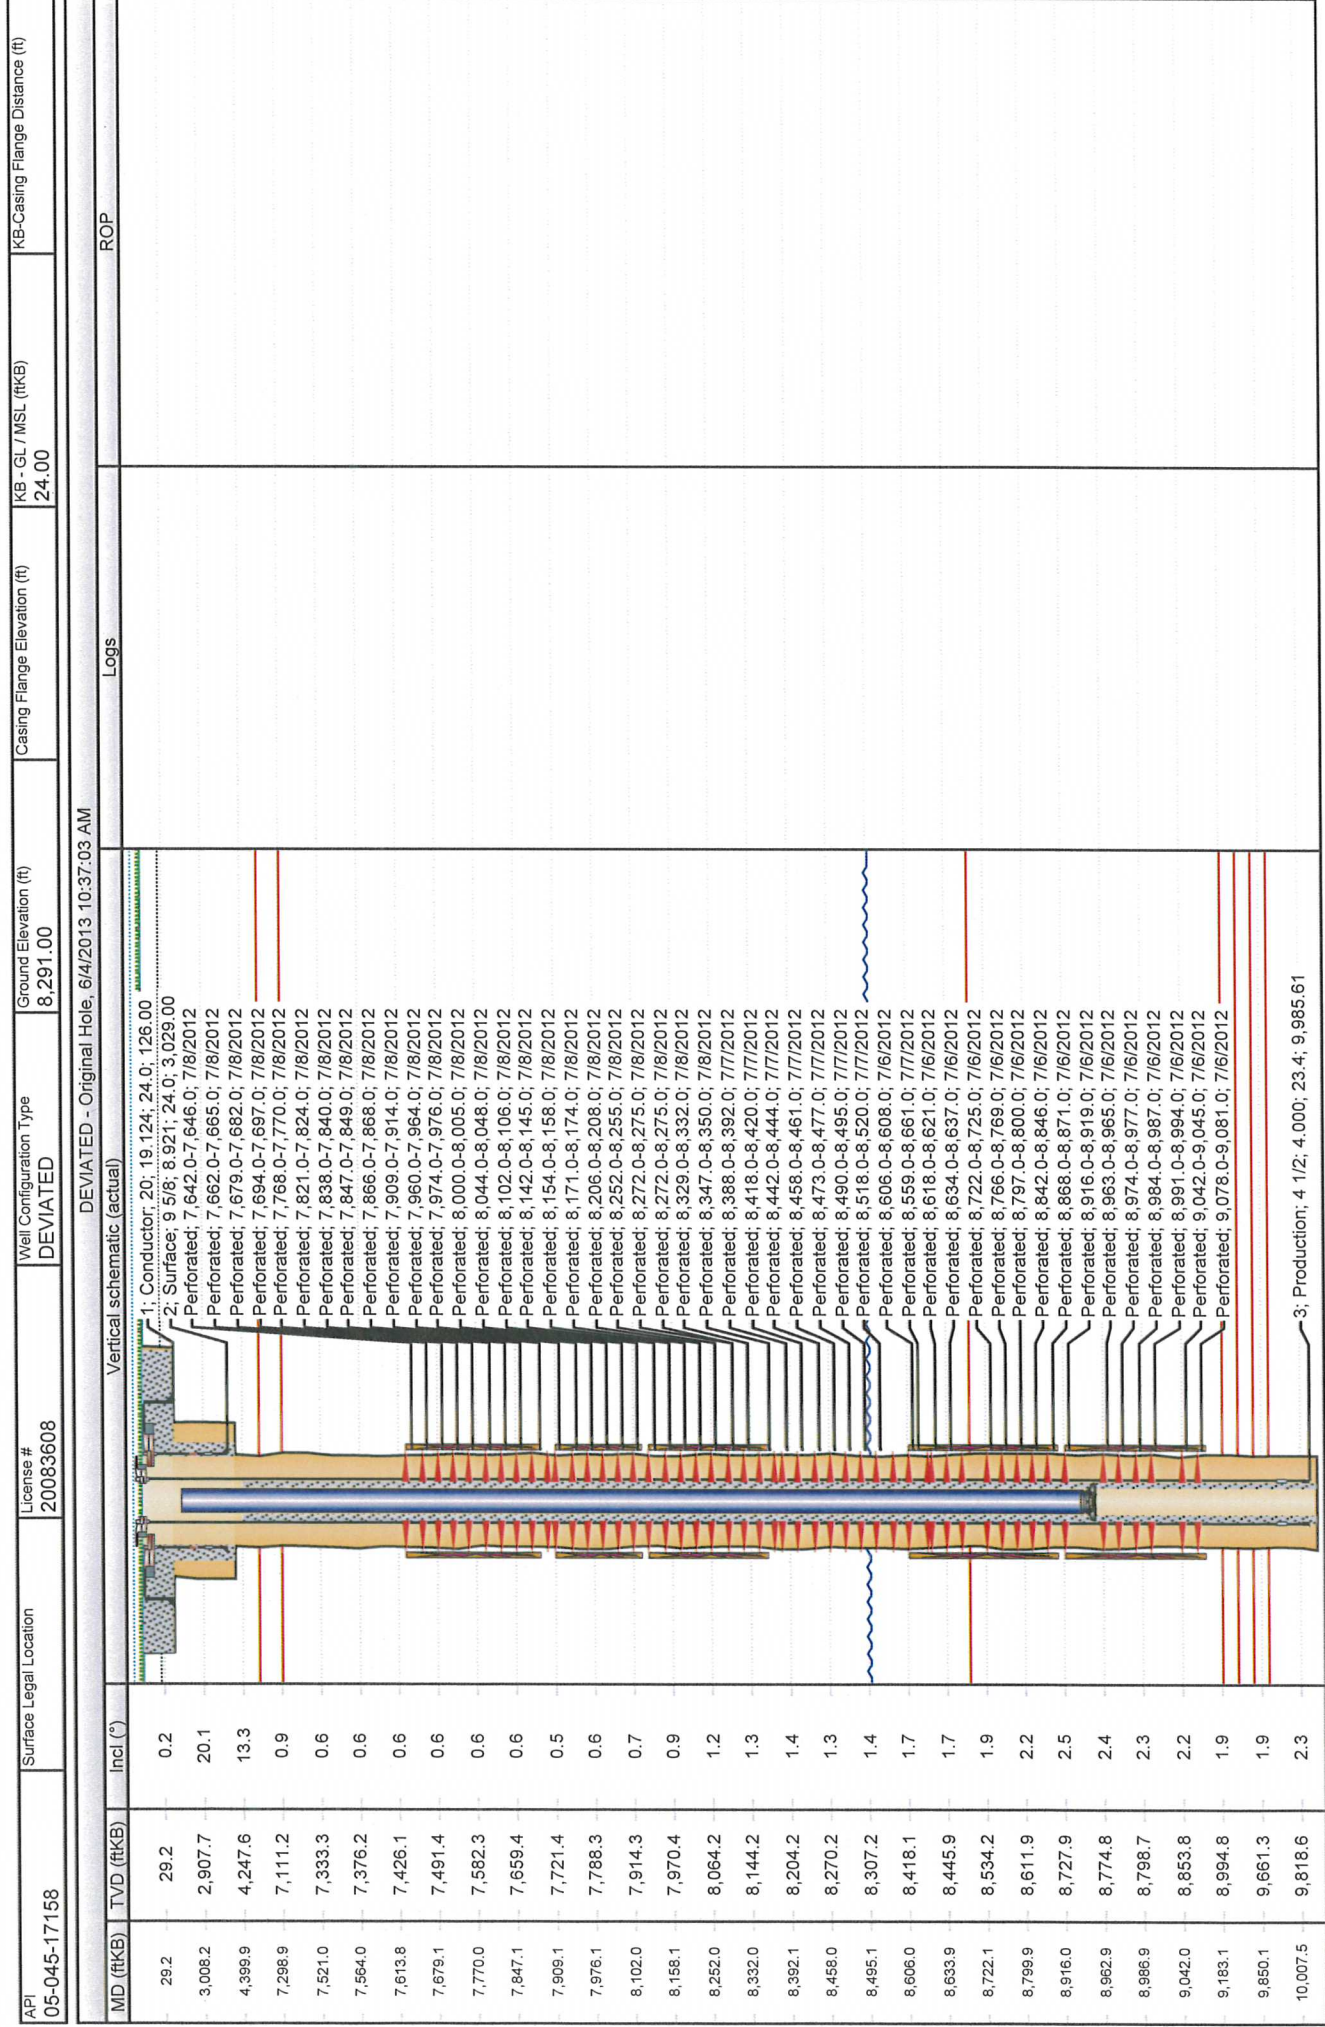 API
05-045-17158
Surface Legal Location
License #
20083608
Well Configuration Type
DEVIATED
Ground Elevation (ft)
8,291.00
Casing Flange Elevation (ft)
KB - GL / MSL (ftKB)
24.00
KB-Casing Flange Distance (ft)
DEVIATED - Original Hole, 6/4/2013 10:37:03 AM
MD (ftKB) TVD (ftKB) Incl (°) Vertical schematic (actual) Logs ROP
29.2 29.2 0.2
3,008.2 2,907.7 20.1
4,399.9 4,247.6 13.3
7,298.9 7,111.2 0.9
7,521.0 7,333.3 0.6
7,564.0 7,376.2 0.6
7,613.8 7,426.1 0.6
7,679.1 7,491.4 0.6
7,770.0 7,582.3 0.6
7,847.1 7,659.4 0.6
7,909.1 7,721.4 0.5
7,976.1 7,788.3 0.6
8,102.0 7,914.3 0.7
8,158.1 7,970.4 0.9
8,252.0 8,064.2 1.2
8,332.0 8,144.2 1.3
8,392.1 8,204.2 1.4
8,458.0 8,270.2 1.3
8,495.1 8,307.2 1.4
8,606.0 8,418.1 1.7
8,633.9 8,445.9 1.7
8,722.1 8,534.2 1.9
8,799.9 8,611.9 2.2
8,916.0 8,727.9 2.5
8,962.9 8,774.8 2.4
8,986.9 8,798.7 2.3
9,042.0 8,853.8 2.2
9,183.1 8,994.8 1.9
9,850.1 9,661.3 1.9
10,007.5 9,818.6 2.3
1; Conductor; 20; 19.124; 24.0; 126.00
2; Surface; 9 5/8; 8.921; 24.0; 3,029.00
Perforated; 7,642.0-7,646.0; 7/8/2012
Perforated; 7,662.0-7,665.0; 7/8/2012
Perforated; 7,679.0-7,682.0; 7/8/2012
Perforated; 7,694.0-7,697.0; 7/8/2012
Perforated; 7,768.0-7,770.0; 7/8/2012
Perforated; 7,821.0-7,824.0; 7/8/2012
Perforated; 7,838.0-7,840.0; 7/8/2012
Perforated; 7,847.0-7,849.0; 7/8/2012
Perforated; 7,866.0-7,868.0; 7/8/2012
Perforated; 7,909.0-7,914.0; 7/8/2012
Perforated; 7,960.0-7,964.0; 7/8/2012
Perforated; 7,974.0-7,976.0; 7/8/2012
Perforated; 8,000.0-8,005.0; 7/8/2012
Perforated; 8,044.0-8,048.0; 7/8/2012
Perforated; 8,102.0-8,106.0; 7/8/2012
Perforated; 8,142.0-8,145.0; 7/8/2012
Perforated; 8,154.0-8,158.0; 7/8/2012
Perforated; 8,171.0-8,174.0; 7/8/2012
Perforated; 8,206.0-8,208.0; 7/8/2012
Perforated; 8,252.0-8,255.0; 7/8/2012
Perforated; 8,272.0-8,275.0; 7/8/2012
Perforated; 8,272.0-8,275.0; 7/8/2012
Perforated; 8,329.0-8,332.0; 7/8/2012
Perforated; 8,347.0-8,350.0; 7/8/2012
Perforated; 8,388.0-8,392.0; 7/7/2012
Perforated; 8,418.0-8,420.0; 7/7/2012
Perforated; 8,442.0-8,444.0; 7/7/2012
Perforated; 8,458.0-8,461.0; 7/7/2012
Perforated; 8,473.0-8,477.0; 7/7/2012
Perforated; 8,490.0-8,495.0; 7/7/2012
Perforated; 8,518.0-8,520.0; 7/7/2012
Perforated; 8,606.0-8,608.0; 7/6/2012
Perforated; 8,559.0-8,661.0; 7/7/2012
Perforated; 8,618.0-8,621.0; 7/6/2012
Perforated; 8,634.0-8,637.0; 7/6/2012
Perforated; 8,722.0-8,725.0; 7/6/2012
Perforated; 8,766.0-8,769.0; 7/6/2012
Perforated; 8,797.0-8,800.0; 7/6/2012
Perforated; 8,842.0-8,846.0; 7/6/2012
Perforated; 8,868.0-8,871.0; 7/6/2012
Perforated; 8,916.0-8,919.0; 7/6/2012
Perforated; 8,963.0-8,965.0; 7/6/2012
Perforated; 8,974.0-8,977.0; 7/6/2012
Perforated; 8,984.0-8,987.0; 7/6/2012
Perforated; 8,991.0-8,994.0; 7/6/2012
Perforated; 9,042.0-9,045.0; 7/6/2012
Perforated; 9,078.0-9,081.0; 7/6/2012
3; Production; 4 1/2; 4.000; 23.4; 9,985.61